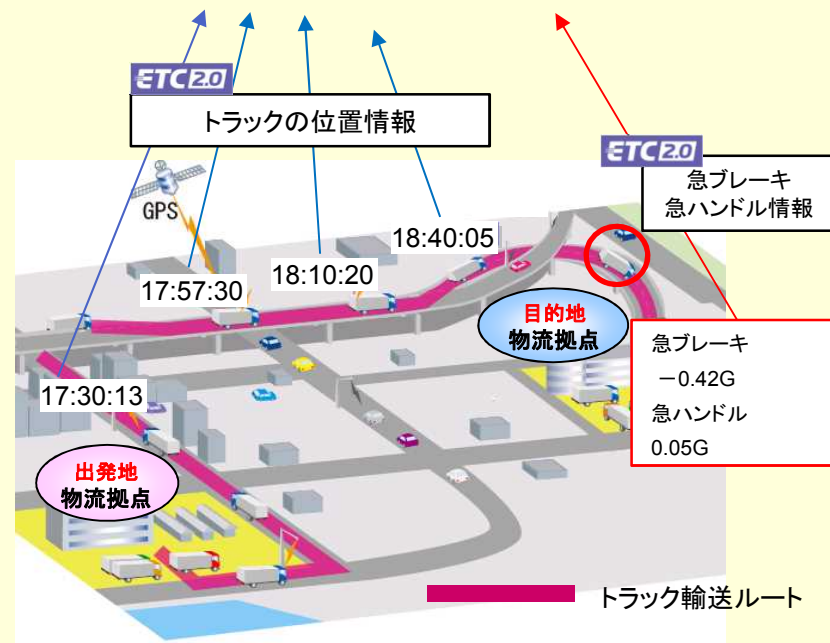 ETC2.0
トラックの位置情報
ETC2.0
急ブレーキ
急ハンドル情報
GPS
18:40:05
18:10:20
17:57:30
目的地
物流拠点
急ブレーキ
－0.42G
急ハンドル
0.05G
17:30:13
出発地
物流拠点
トラック輸送ルート